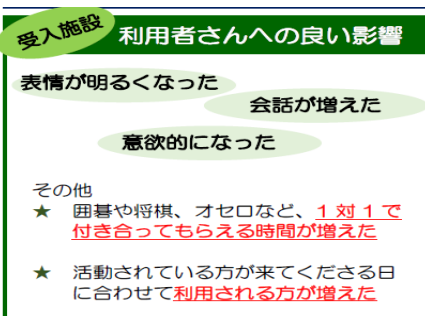 受入施設
利用者さんへの良い影響
表情が明るくなった
会話が増えた
意欲的になった
その他
★ 囲碁や将棋、オセロなど、１対１で
付き合ってもらえる時間が増えた
★ 活動されている方が来てくださる日
に合わせて利用される方が増えた